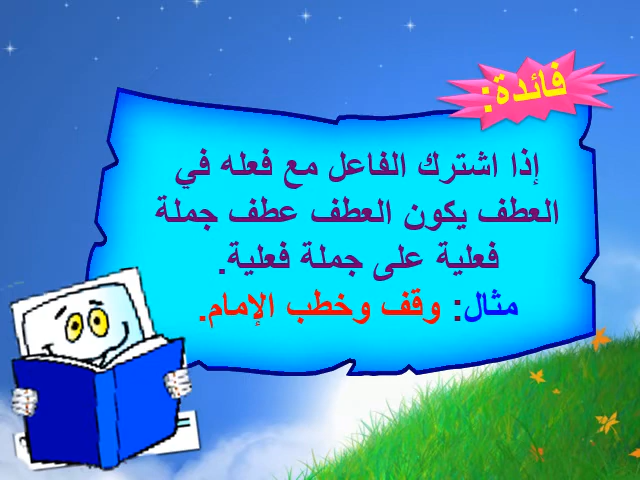 فائدة:
إذا اشترك الفاعل مع فعله في
العطف يكون العطف عطف جملة
فعلية على جملة فعلية.
مثال: وقف وخطب الإمام.